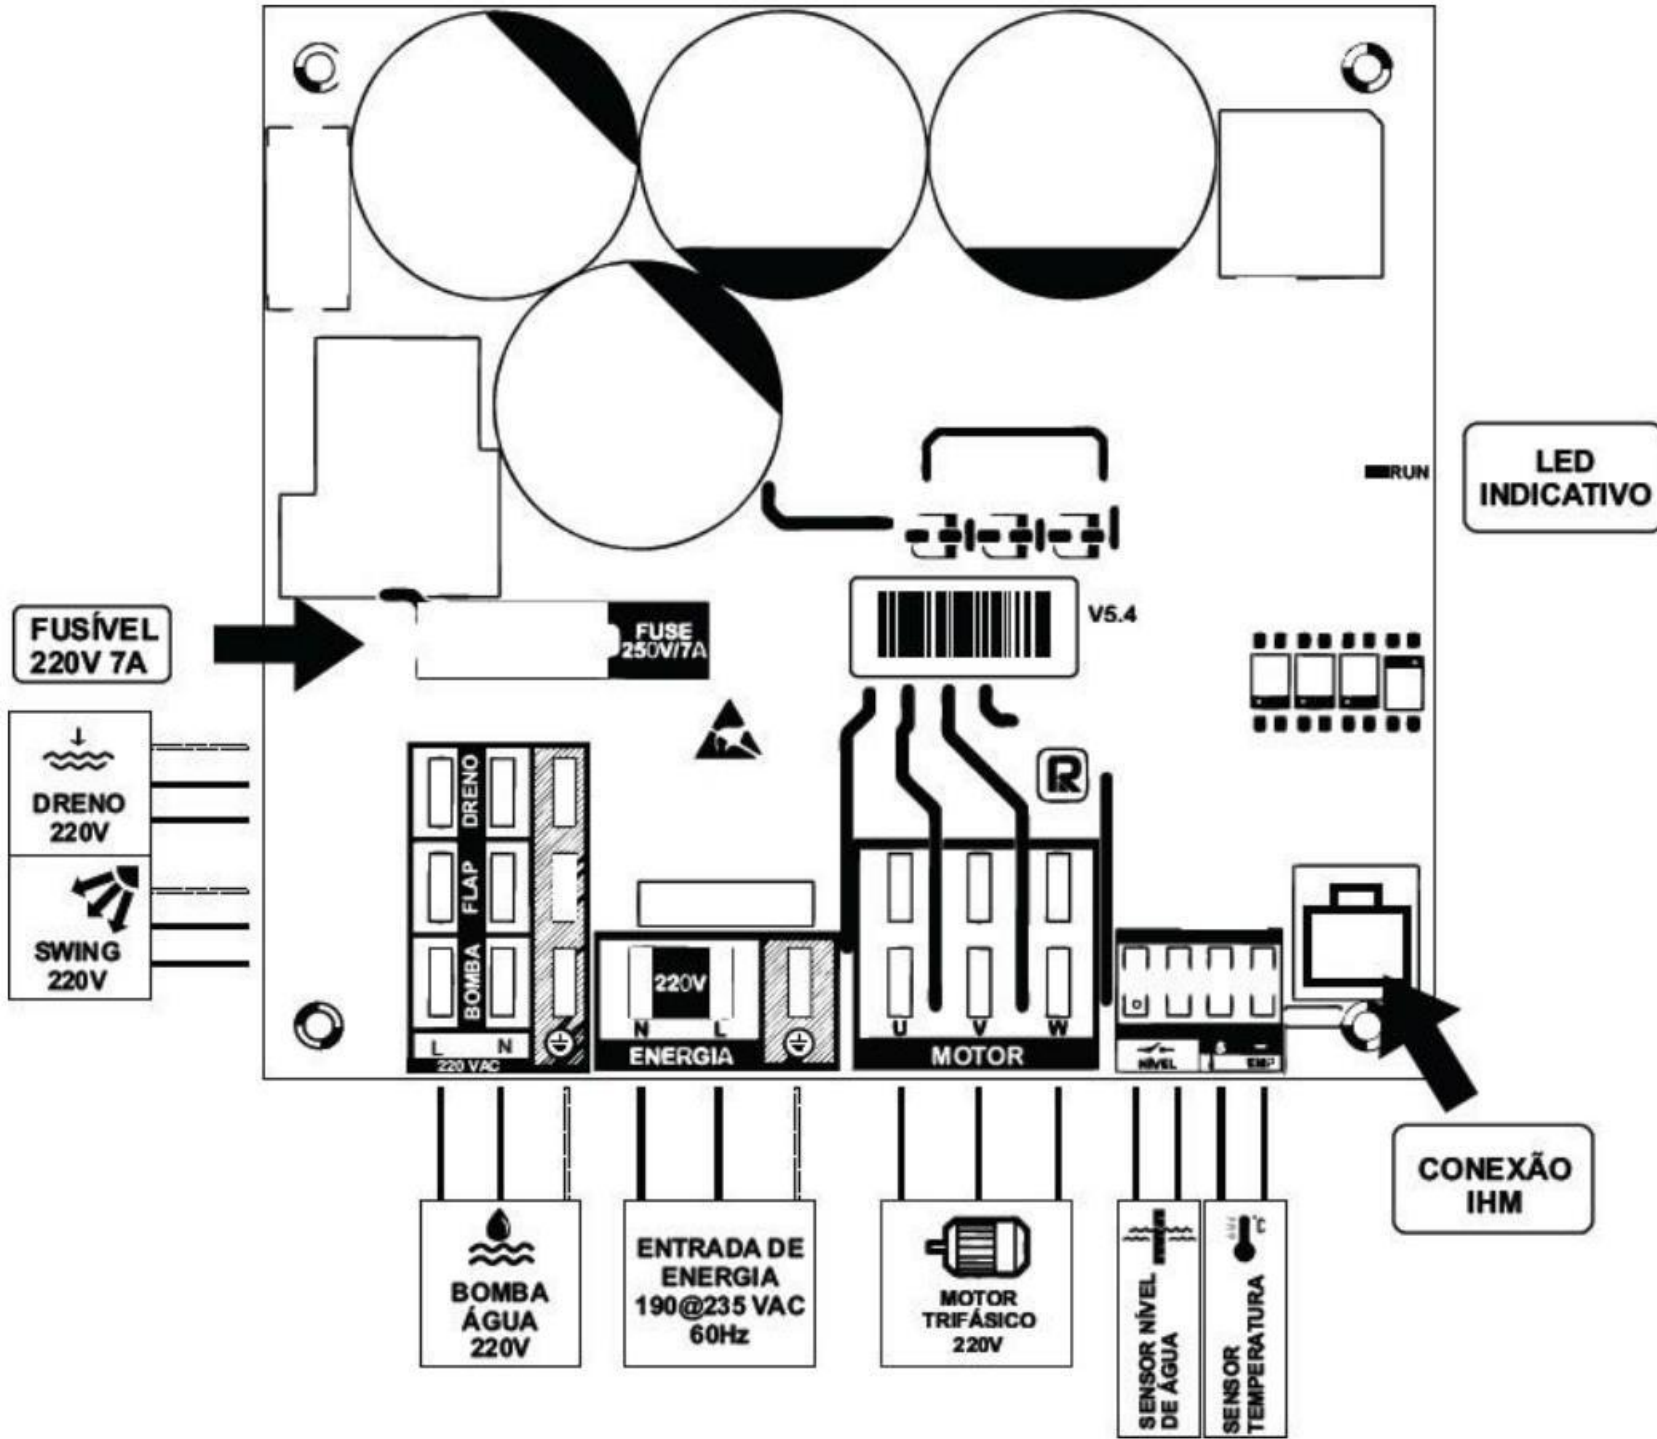 LED
INDICATIVO
RUN
V5.4
FUSÍVEL
220V 7A
FUSE
250V/7A
DRENO
220V
SWING
220V
DRENO
FLAP
BOMBA
L N
220 VAC
220V
N L
ENERGIA
R
U V W
MOTOR
NÍVEL
CONEXÃO
IHM
BOMBA
ÁGUA
220V
ENTRADA DE
ENERGIA
190@235 VAC
60Hz
MOTOR
TRIFÁSICO
220V
SENSOR NÍVEL
DE ÁGUA
°C
SENSOR
TEMPERATURA